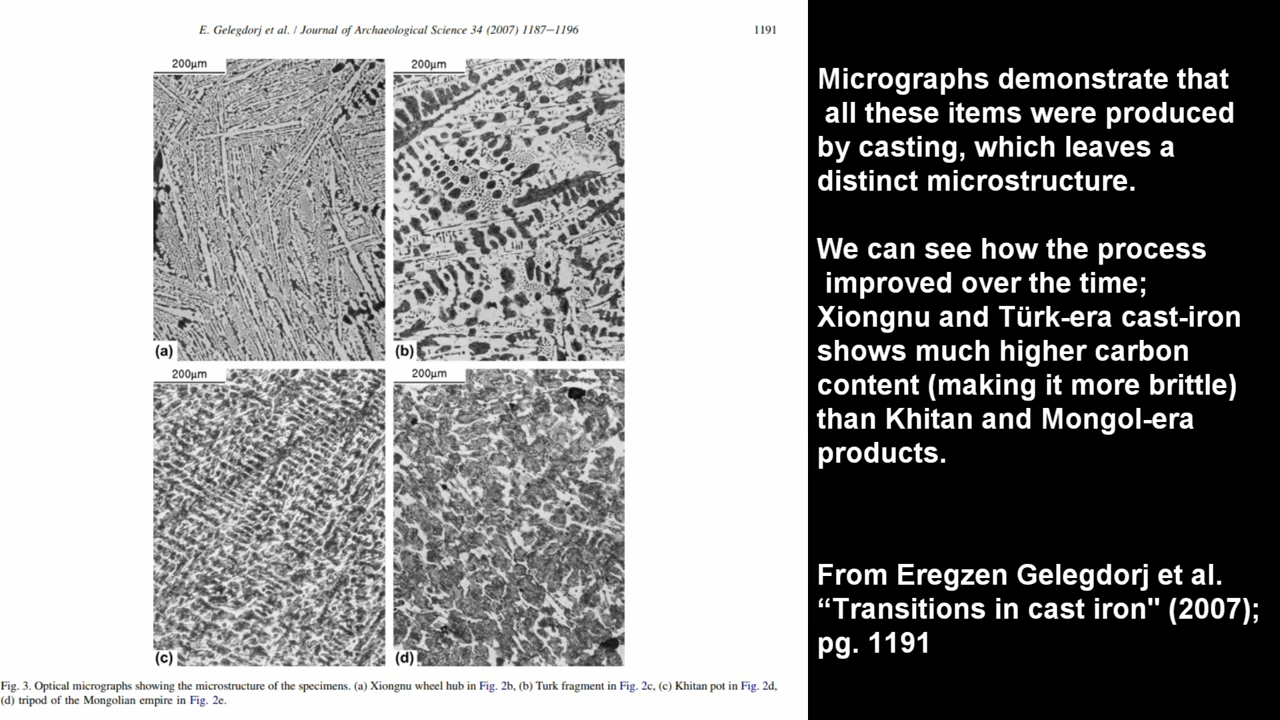 E. Gelegdorj et al. / Journal of Archaeological Science 34 (2007) 1187–1196
1191
200μm
200μm
(a)
(b)
200μm
200μm
(c)
(d)
Fig. 3. Optical micrographs showing the microstructure of the specimens. (a) Xiongnu wheel hub in Fig. 2b, (b) Turk fragment in Fig. 2c, (c) Khitan pot in Fig. 2d,
(d) tripod of the Mongolian empire in Fig. 2e.
Micrographs demonstrate that
all these items were produced
by casting, which leaves a
distinct microstructure.
We can see how the process
improved over the time;
Xiongnu and Türk-era cast-iron
shows much higher carbon
content (making it more brittle)
than Khitan and Mongol-era
products.
From Eregzen Gelegdorj et al.
“Transitions in cast iron" (2007);
pg. 1191